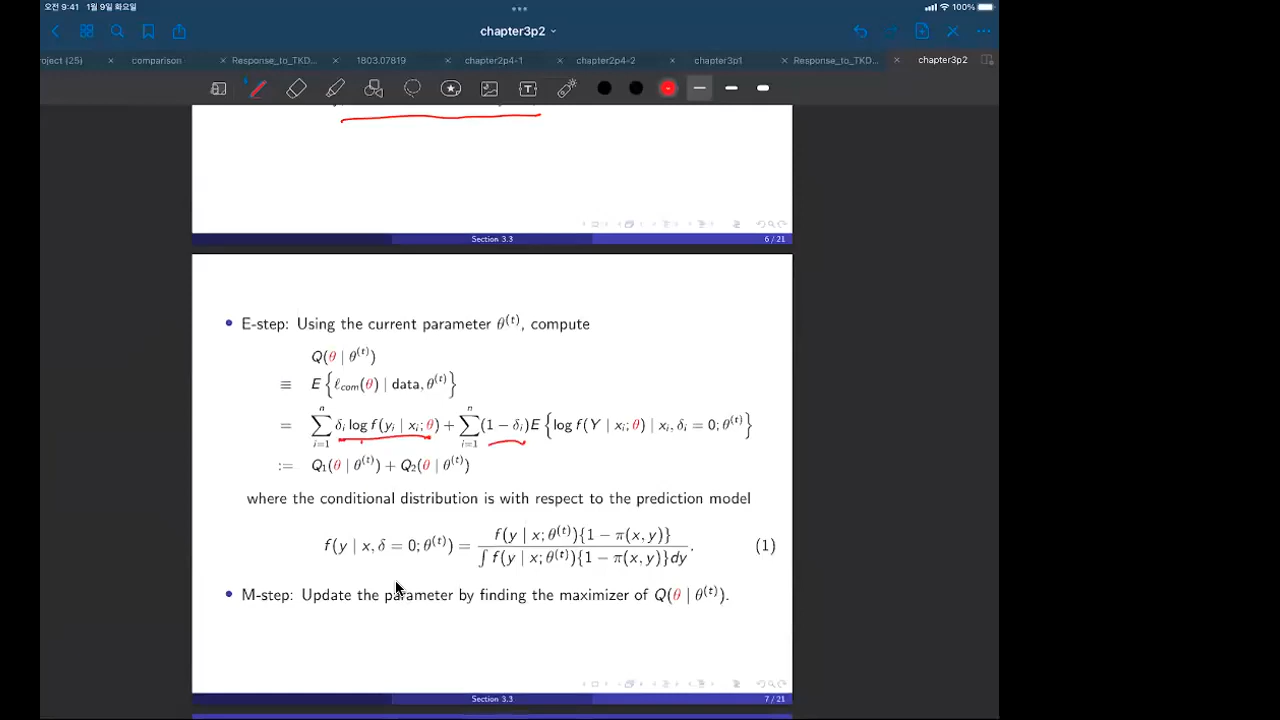 오전 9:41 1월 9일 화요일
100%
chapter3p2
roject (25) comparison Response_to_TKD... 1803.07819 chapter2p4-1 chapter2p4-2 chapter3p1 Response_to_TKD... chapter3p2
Section 3.3 6 / 21
• E-step: Using the current parameter θ^(t), compute
Q(θ | θ^(t))
≡ E{ℓ_com(θ) | data, θ^(t)}
= ∑_{i=1}^{n} δ_i log f(y_i | x_i; θ) + ∑_{i=1}^{n} (1 − δ_i)E{log f(Y | x_i; θ) | x_i, δ_i = 0; θ^(t)}
:= Q_1(θ | θ^(t)) + Q_2(θ | θ^(t))
where the conditional distribution is with respect to the prediction model
f(y | x, δ = 0; θ^(t)) = f(y | x; θ^(t)){1 − π(x, y)} / ∫ f(y | x; θ^(t)){1 − π(x, y)}dy. (1)
• M-step: Update the parameter by finding the maximizer of Q(θ | θ^(t)).
Section 3.3 7 / 21